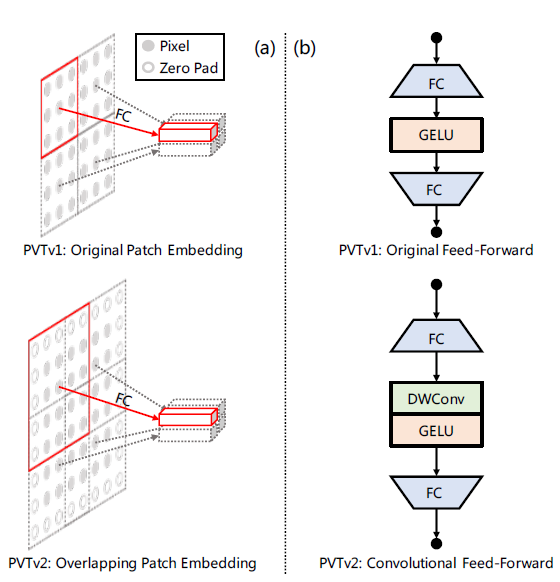 Pixel
Zero Pad
(a)
FC
PVTv1: Original Patch Embedding
FC
PVTv2: Overlapping Patch Embedding
(b)
FC
GELU
FC
PVTv1: Original Feed-Forward
FC
DWConv
GELU
FC
PVTv2: Convolutional Feed-Forward